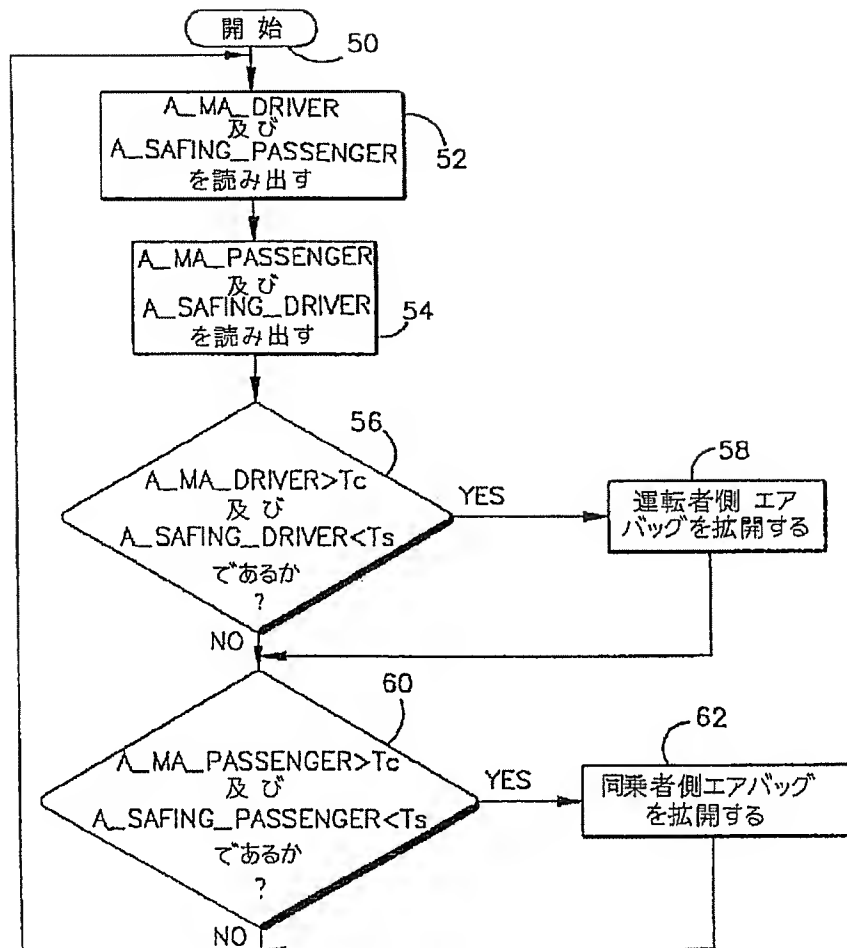 開 始
50
A_MA_DRIVER
及び
A_SAFING_PASSENGER
を読み出す
52
A_MA_PASSENGER
及び
A_SAFING_DRIVER
を読み出す
54
56
A_MA_DRIVER>Tc
及び
A_SAFING_DRIVER<Ts
であるか
?
YES
NO
58
運転者側 エア
バッグを拡開する
60
A_MA_PASSENGER>Tc
及び
A_SAFING_PASSENGER<Ts
であるか
?
YES
NO
62
同乗者側エアバッグ
を拡開する